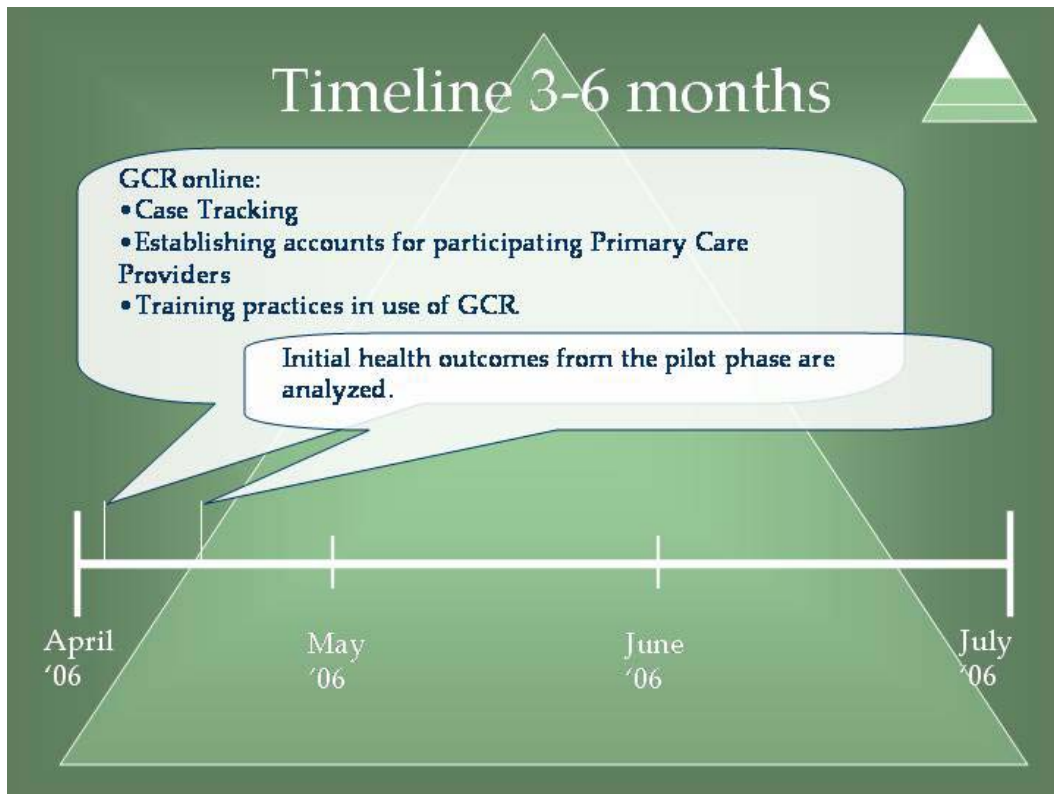 Timeline 3-6 months
GCR online:
•Case Tracking
•Establishing accounts for participating Primary Care
Providers
•Training practices in use of GCR
Initial health outcomes from the pilot phase are
analyzed.
April
‘06
May
‘06
June
‘06
July
‘06